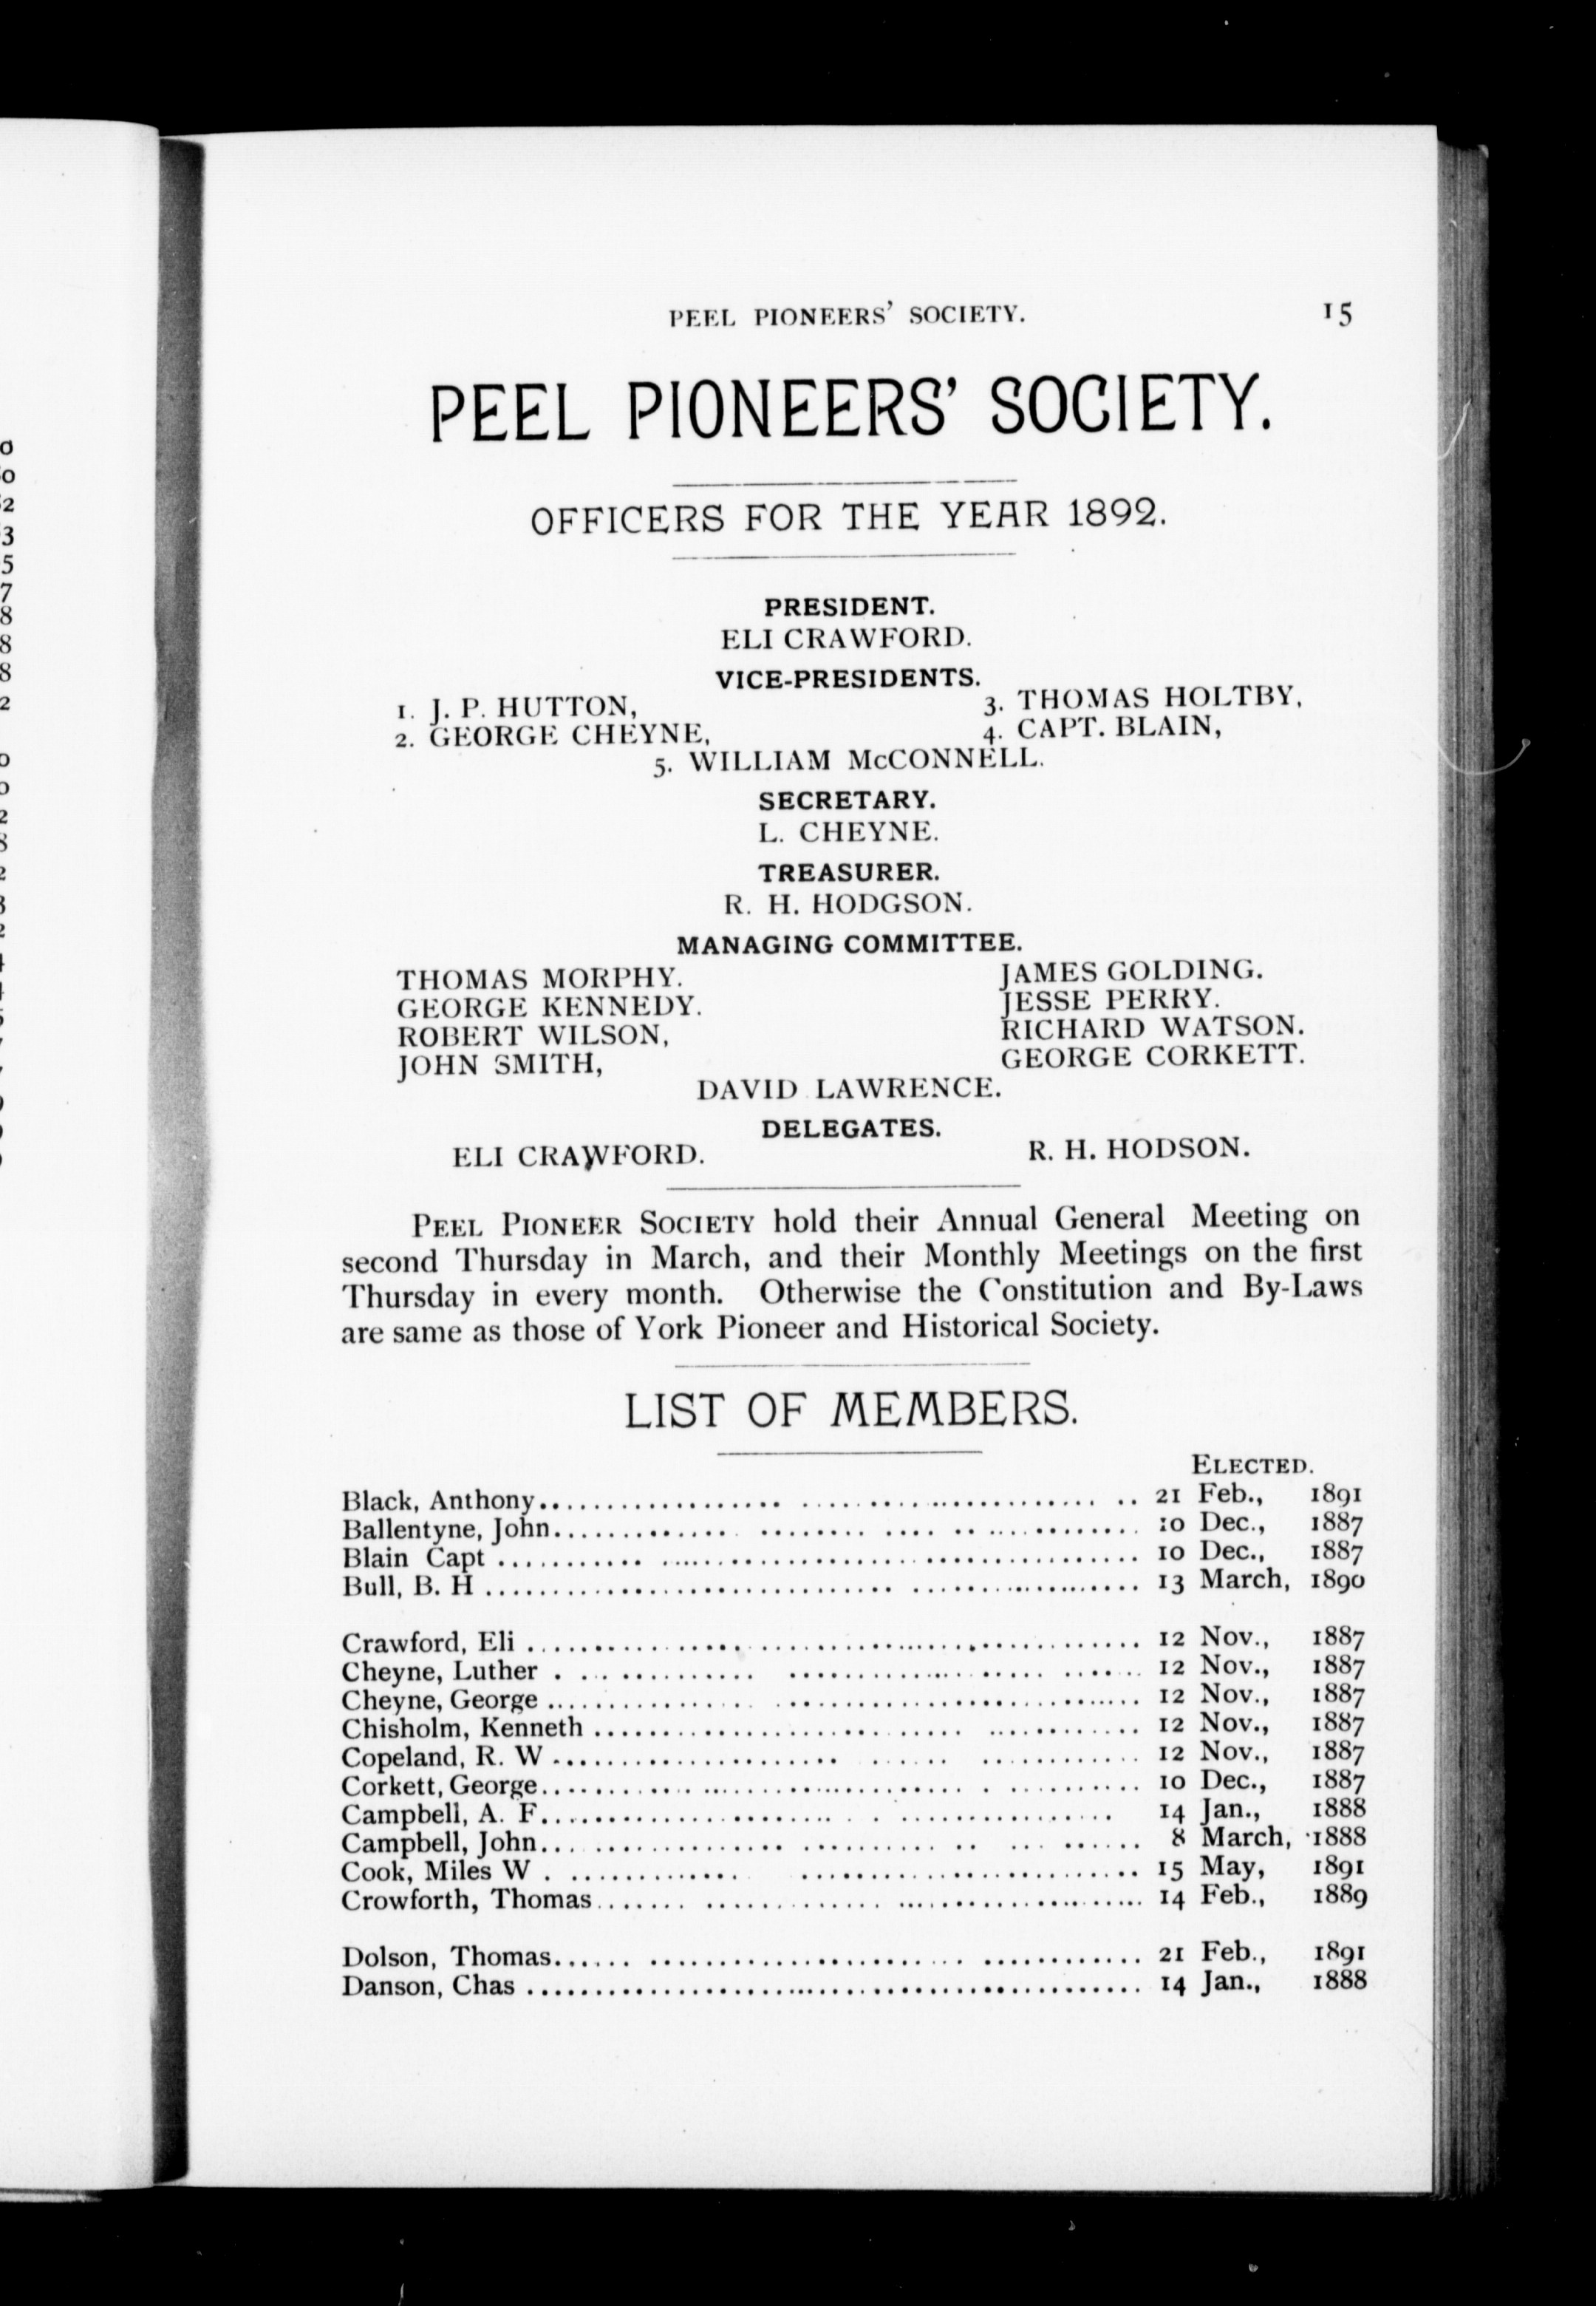 PEEL PIONEERS' SOCIETY. 15
PEEL PIONEERS' SOCIETY.
OFFICERS FOR THE YEAR 1892.
PRESIDENT.
ELI CRAWFORD.
VICE-PRESIDENTS.
1. J. P. HUTTON, 3. THOMAS HOLTBY,
2. GEORGE CHEYNE, 4. CAPT. BLAIN,
5. WILLIAM McCONNELL.
SECRETARY.
L. CHEYNE.
TREASURER.
R. H. HODGSON.
MANAGING COMMITTEE.
THOMAS MORPHY. JAMES GOLDING.
GEORGE KENNEDY. JESSE PERRY.
ROBERT WILSON, RICHARD WATSON.
JOHN SMITH, GEORGE CORKETT.
DAVID LAWRENCE.
DELEGATES.
ELI CRAWFORD. R. H. HODSON.
PEEL PIONEER SOCIETY hold their Annual General Meeting on
second Thursday in March, and their Monthly Meetings on the first
Thursday in every month. Otherwise the Constitution and By-Laws
are same as those of York Pioneer and Historical Society.
LIST OF MEMBERS.
ELECTED.
Black, Anthony 21 Feb., 1891
Ballentyne, John 10 Dec., 1887
Blain Capt 10 Dec., 1887
Bull, B. H 13 March, 1890
Crawford, Eli 12 Nov., 1887
Cheyne, Luther 12 Nov., 1887
Cheyne, George 12 Nov., 1887
Chisholm, Kenneth 12 Nov., 1887
Copeland, R. W 12 Nov., 1887
Corkett, George 10 Dec., 1887
Campbell, A. F 14 Jan., 1888
Campbell, John 8 March, 1888
Cook, Miles W 15 May, 1891
Crowforth, Thomas 14 Feb., 1889
Dolson, Thomas 21 Feb., 1891
Danson, Chas 14 Jan., 1888